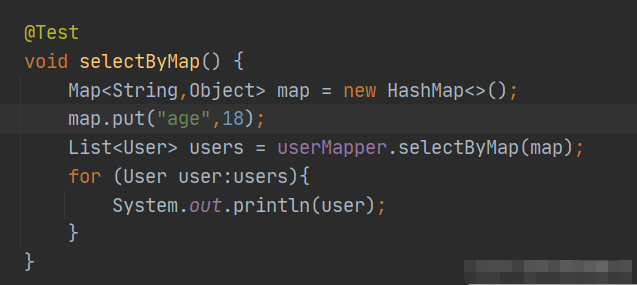 @Test
void selectByMap() {
    Map<String,Object> map = new HashMap<>();
    map.put("age",18);
    List<User> users = userMapper.selectByMap(map);
    for (User user:users){
        System.out.println(user);
    }
}